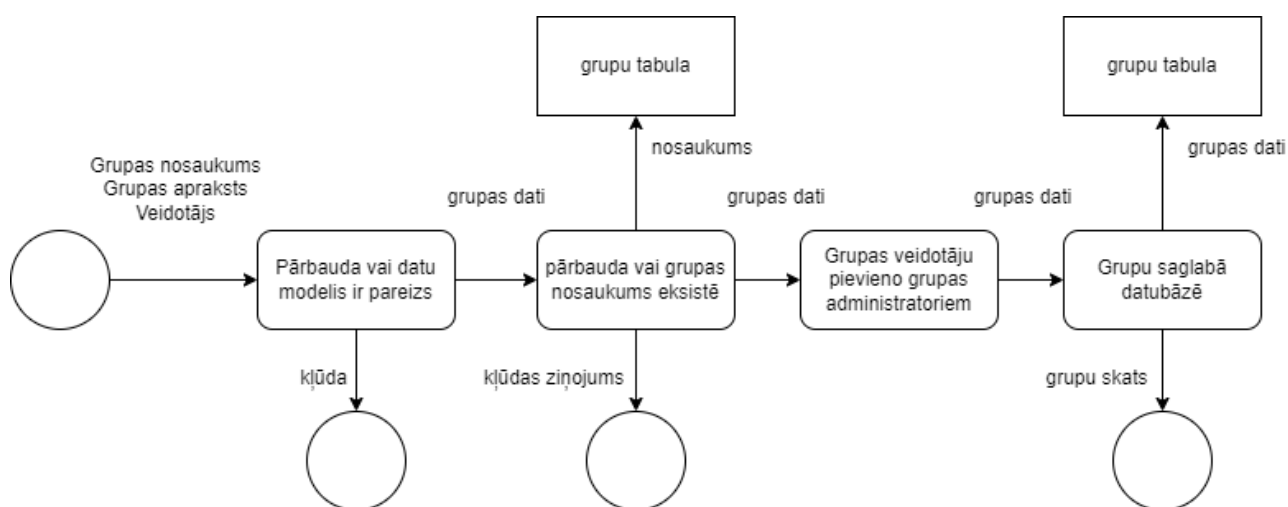 grupu tabula
grupu tabula
nosaukums
grupas dati
Grupas nosaukums
Grupas apraksts
Veidotājs
grupas dati
grupas dati
grupas dati
Pārbauda vai datu
modelis ir pareizs
pārbauda vai grupas
nosaukums eksistē
Grupas veidotāju
pievieno grupas
administratoriem
Grupu saglabā
datubāzē
kļūda
kļūdas ziņojums
grupu skats